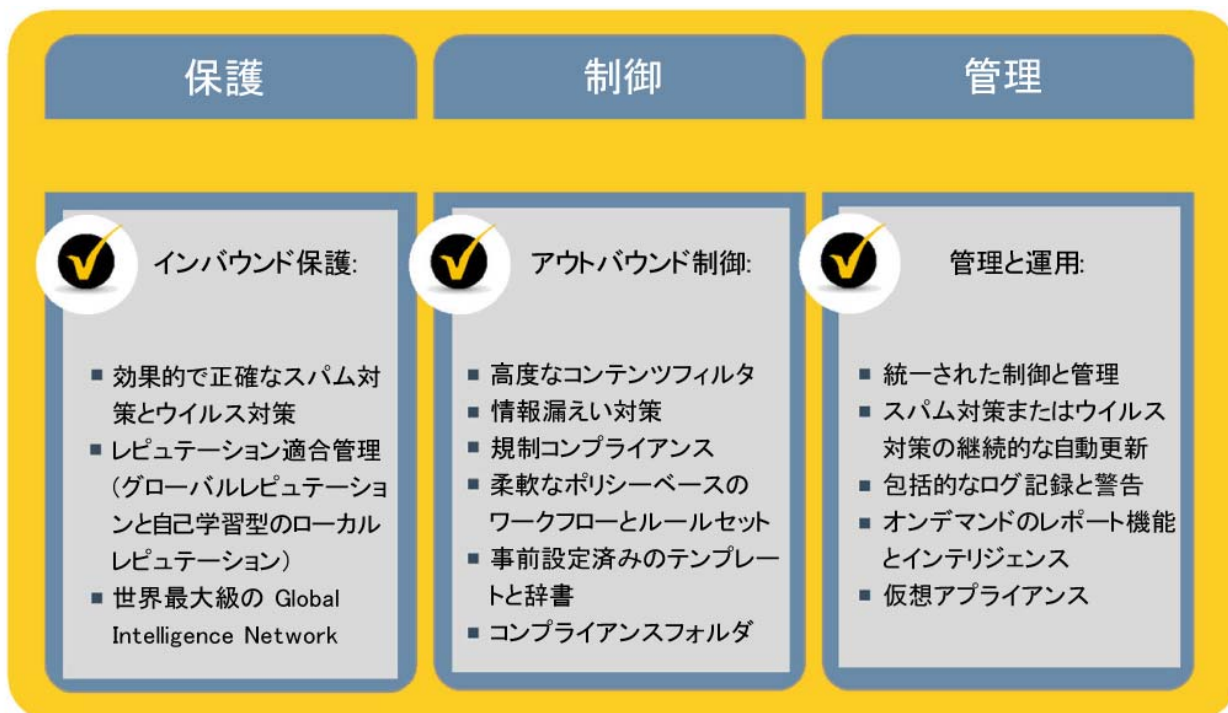 保護
制御
管理
インバウンド保護:
■ 効果的で正確なスパム対
策とウイルス対策
■ レピュテーション適合管理
(グローバルレピュテーショ
ンと自己学習型のローカル
レピュテーション)
■ 世界最大級の Global
Intelligence Network
アウトバウンド制御:
■ 高度なコンテンツフィルタ
■ 情報漏えい対策
■ 規制コンプライアンス
■ 柔軟なポリシーベースの
ワークフローとルールセット
■ 事前設定済みのテンプレー
トと辞書
■ コンプライアンスフォルダ
管理と運用:
■ 統一された制御と管理
■ スパム対策またはウイルス
対策の継続的な自動更新
■ 包括的なログ記録と警告
■ オンデマンドのレポート機能
とインテリジェンス
■ 仮想アプライアンス